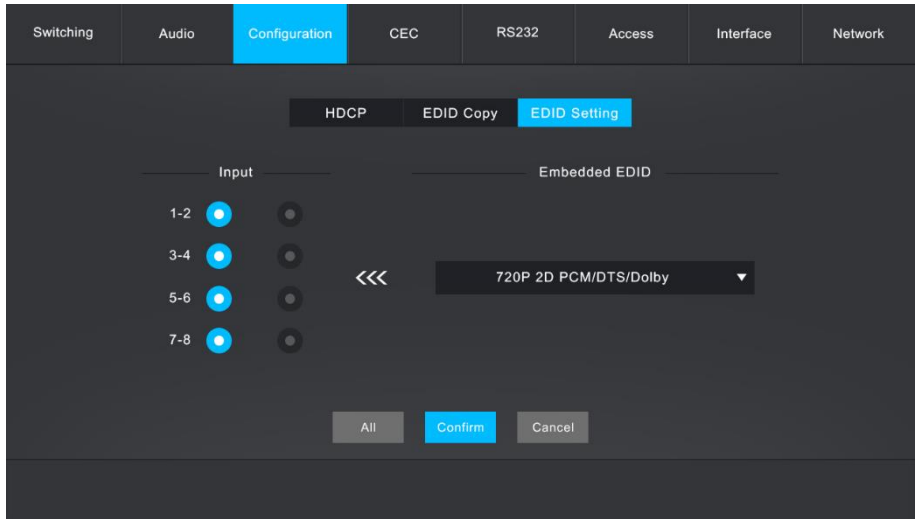 Switching Audio Configuration CEC RS232 Access Interface Network
HDCP EDID Copy EDID Setting
Input Embedded EDID
1-2
3-4
720P 2D PCM/DTS/Dolby
5-6
7-8
All Confirm Cancel